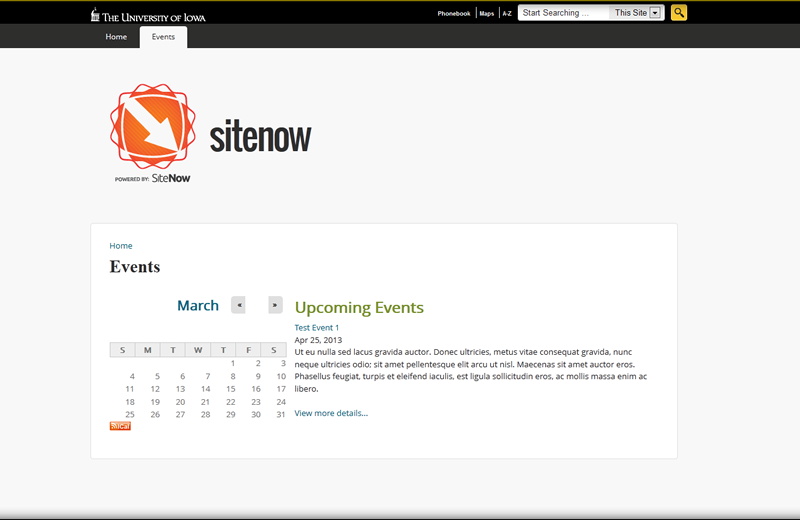 THE UNIVERSITY OF IOWA
Phonebook Maps A-Z Start Searching ... This Site
Home Events
sitenow
POWERED BY: SiteNow
Home
Events
March « »
S M T W T F S
1 2 3
4 5 6 7 8 9 10
11 12 13 14 15 16 17
18 19 20 21 22 23 24
25 26 27 28 29 30 31
iCal
Upcoming Events
Test Event 1
Apr 25, 2013
Ut eu nulla sed lacus gravida auctor. Donec ultricies, metus vitae consequat gravida, nunc
neque ultricies odio; sit amet pellentesque elit arcu ut nisl. Maecenas sit amet auctor eros.
Phasellus feugiat, turpis et eleifend iaculis, est ligula sollicitudin eros, ac mollis massa enim ac
libero.
View more details...